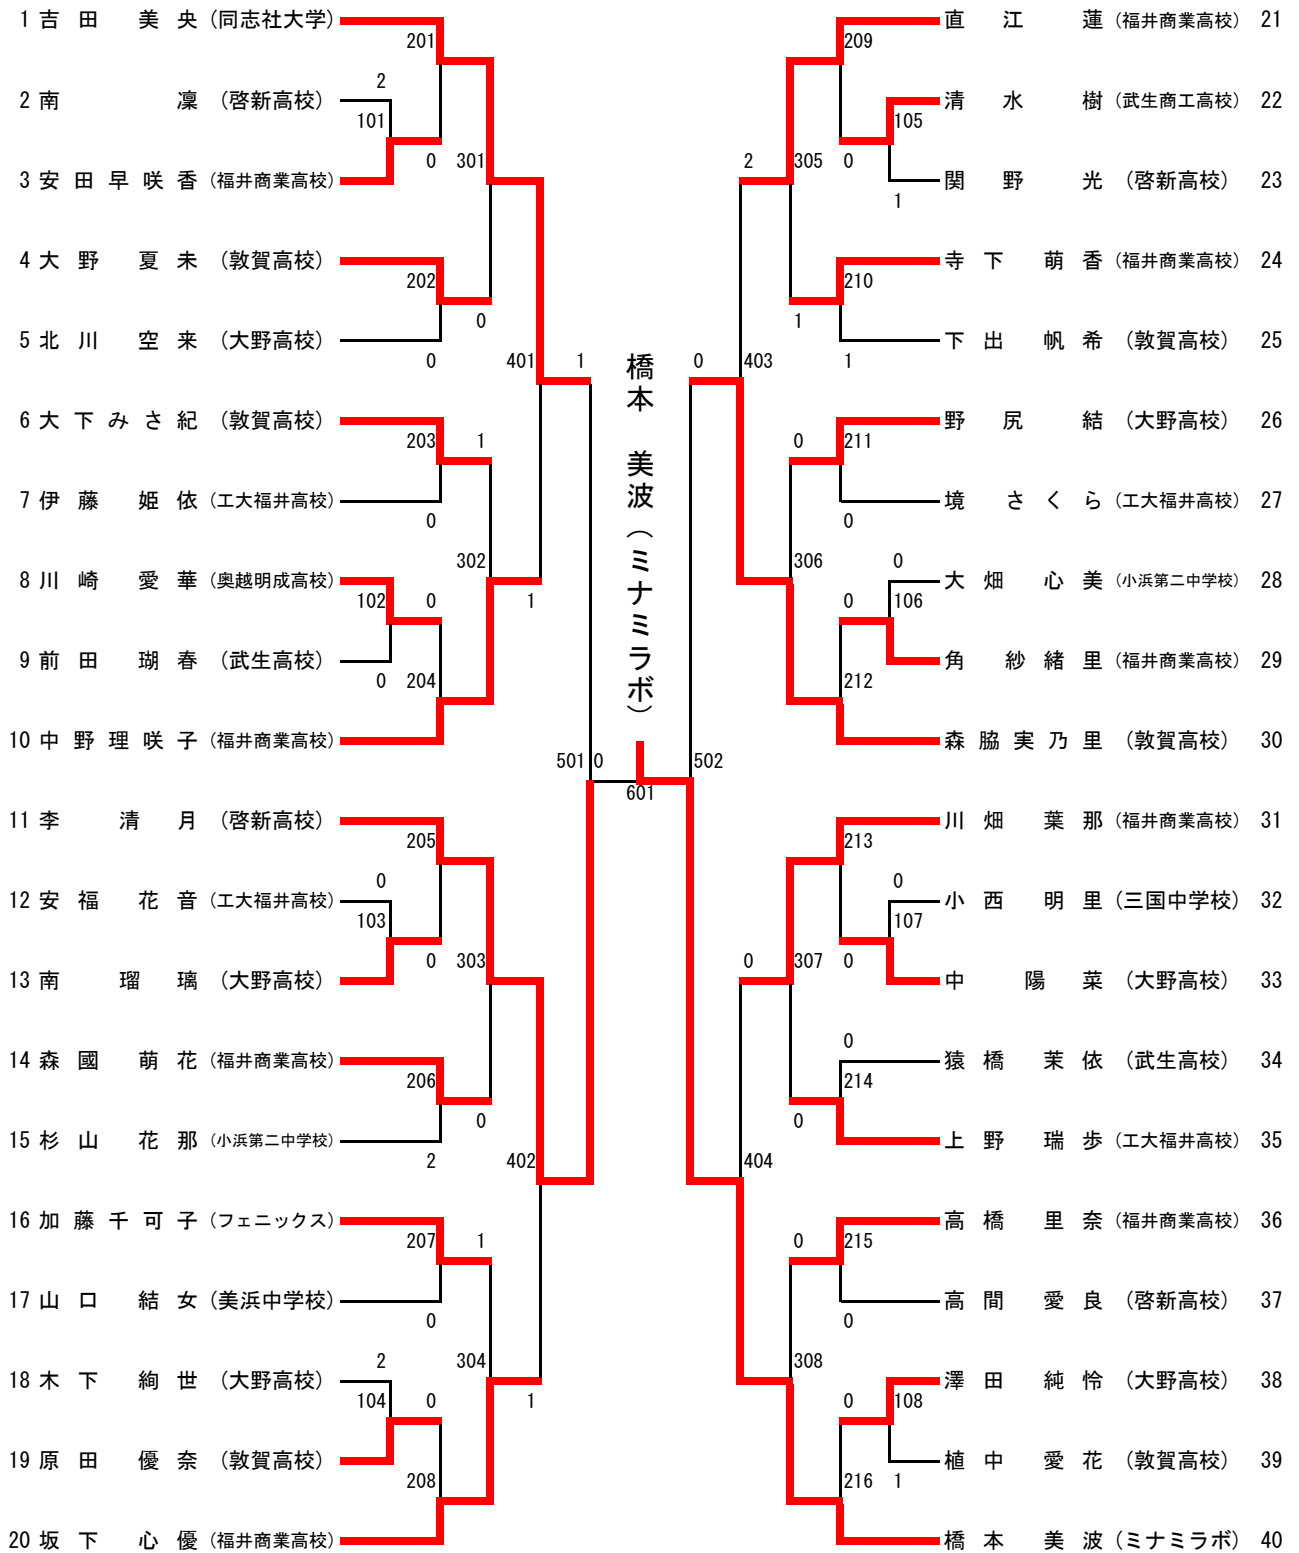 1 吉田 美央 (同志社大学)
201
2
2 南 凜 (啓新高校)
101
0 301
3 安田早咲香 (福井商業高校)
4 大野 夏未 (敦賀高校)
202
0
5 北川 空来 (大野高校)
0 401 1
6 大下みさ紀 (敦賀高校)
203 1
7 伊藤 姫依 (工大福井高校)
0
302
8 川崎 愛華 (奥越明成高校)
102 0 1
9 前田 瑚春 (武生高校)
0 204
10 中野理咲子 (福井商業高校)
501 0
11 李 清月 (啓新高校)
205
0
12 安福 花音 (工大福井高校)
103
0 303
13 南 瑠璃 (大野高校)
14 森國 萌花 (福井商業高校)
206
0
15 杉山 花那 (小浜第二中学校)
2 402
16 加藤千可子 (フェニックス)
207 1
17 山口 結女 (美浜中学校)
0
2 304
18 木下 絢世 (大野高校)
104 0 1
19 原田 優奈 (敦賀高校)
208
20 坂下 心優 (福井商業高校)
橋本 美波 (ミナミラボ)
601
直江 蓮 (福井商業高校) 21
209
清水 樹 (武生商工高校) 22
105
2 305 0
関野 光 (啓新高校) 23
1
寺下 萌香 (福井商業高校) 24
210
1
下出 帆希 (敦賀高校) 25
0 403 1
野尻 結 (大野高校) 26
0 211
境 さくら (工大福井高校) 27
0
306 0
大畑 心美 (小浜第二中学校) 28
0 106
角 紗緒里 (福井商業高校) 29
212
森脇実乃里 (敦賀高校) 30
502
川畑 葉那 (福井商業高校) 31
213
0
小西 明里 (三国中学校) 32
107
0 307 0
中 陽菜 (大野高校) 33
0
猿橋 茉依 (武生高校) 34
214
0
上野 瑞歩 (工大福井高校) 35
404
高橋 里奈 (福井商業高校) 36
0 215
高間 愛良 (啓新高校) 37
0
308
澤田 純怜 (大野高校) 38
0 108
植中 愛花 (敦賀高校) 39
216 1
橋本 美波 (ミナミラボ) 40